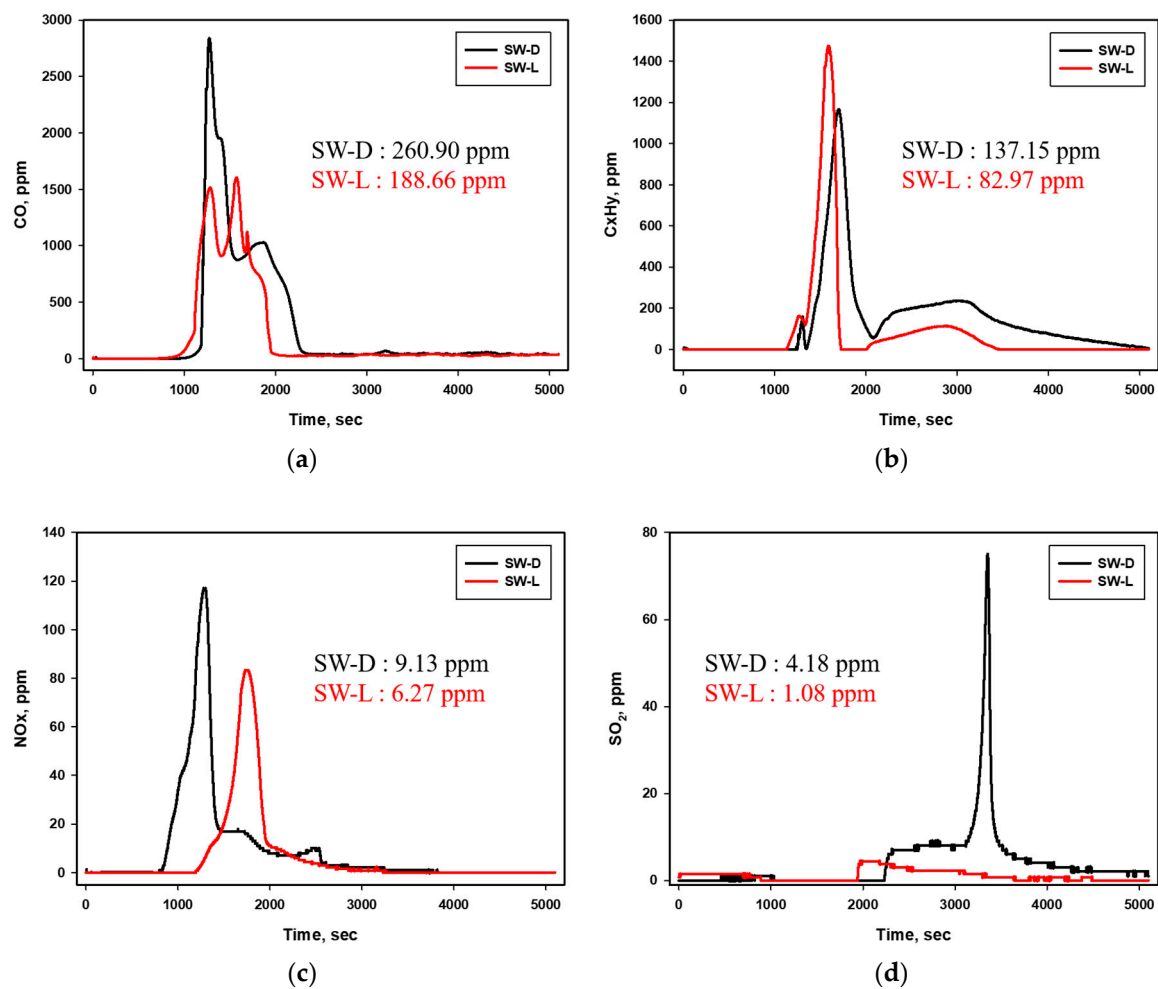 3000
2500
2000
1500
1000
500
0
CO, ppm
SW-D
SW-L
SW-D : 260.90 ppm
SW-L : 188.66 ppm
0 1000 2000 3000 4000 5000
Time, sec
(a)
1600
1400
1200
1000
800
600
400
200
0
CxHy, ppm
SW-D
SW-L
SW-D : 137.15 ppm
SW-L : 82.97 ppm
0 1000 2000 3000 4000 5000
Time, sec
(b)
140
120
100
80
60
40
20
0
NOx, ppm
SW-D
SW-L
SW-D : 9.13 ppm
SW-L : 6.27 ppm
0 1000 2000 3000 4000 5000
Time, sec
(c)
80
60
40
20
0
SO₂, ppm
SW-D
SW-L
SW-D : 4.18 ppm
SW-L : 1.08 ppm
0 1000 2000 3000 4000 5000
Time, sec
(d)